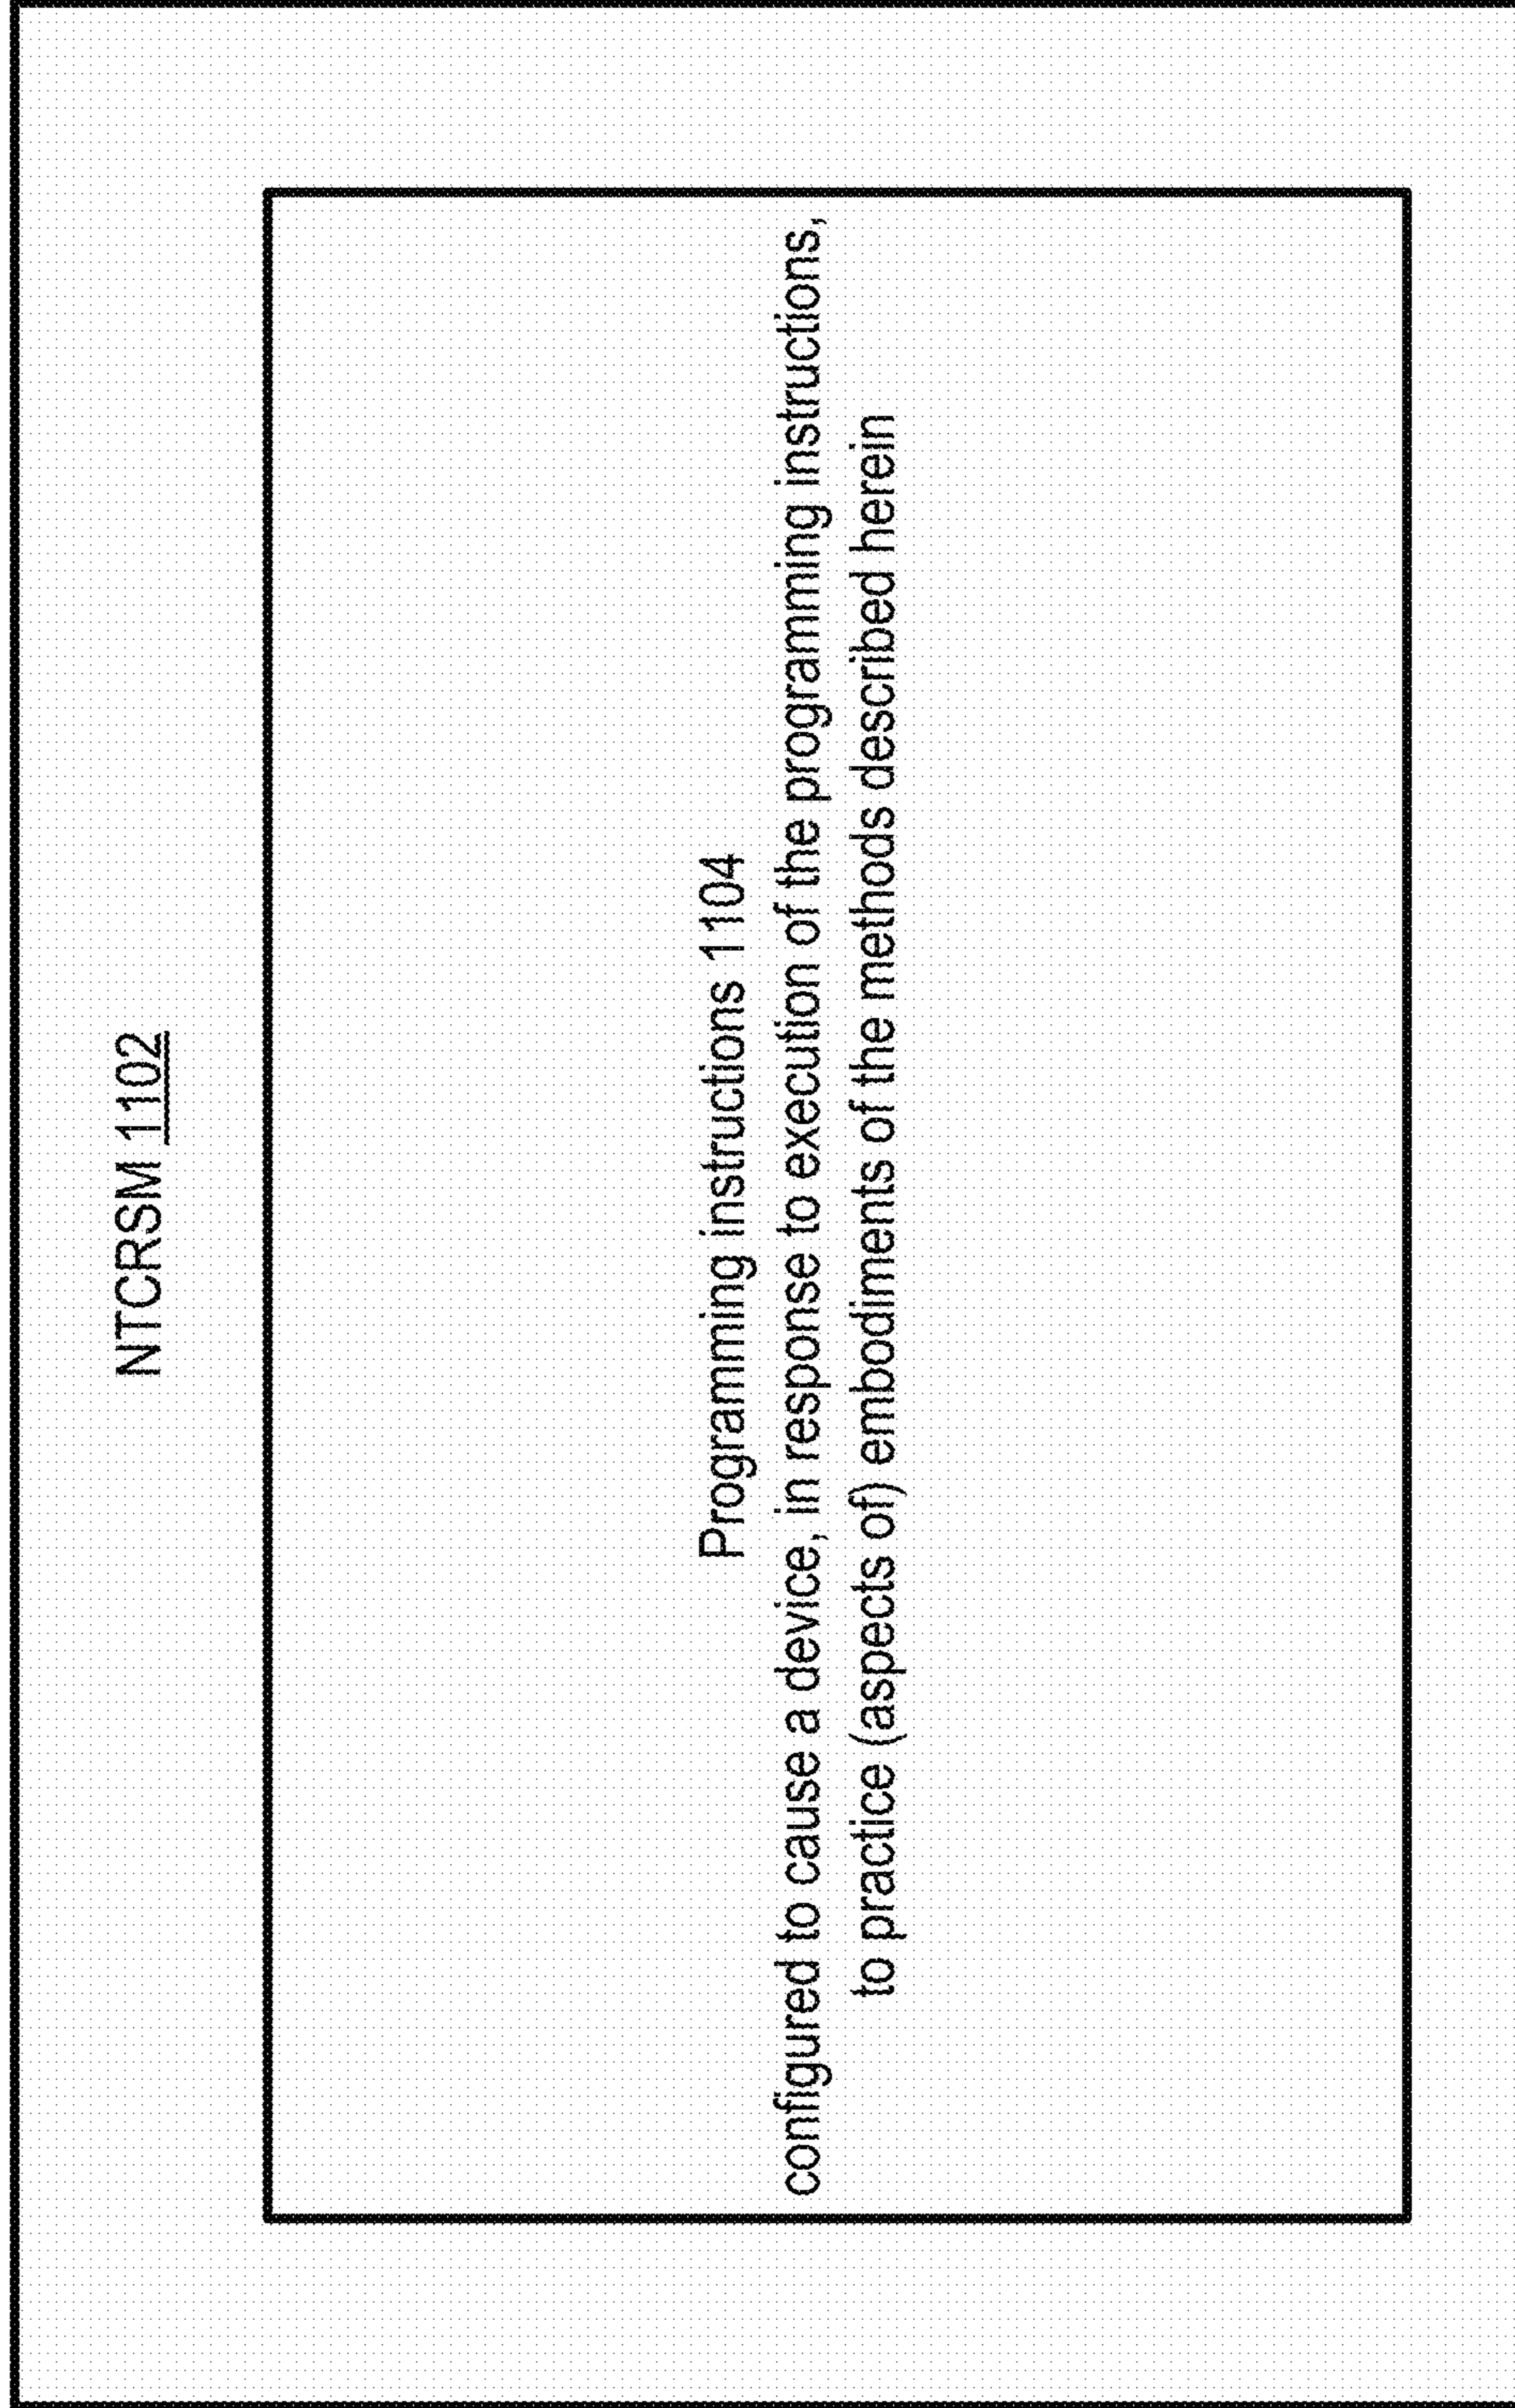 NTCRSM 1102
Programming instructions 1104
configured to cause a device, in response to execution of the programming instructions,
to practice (aspects of) embodiments of the methods described herein